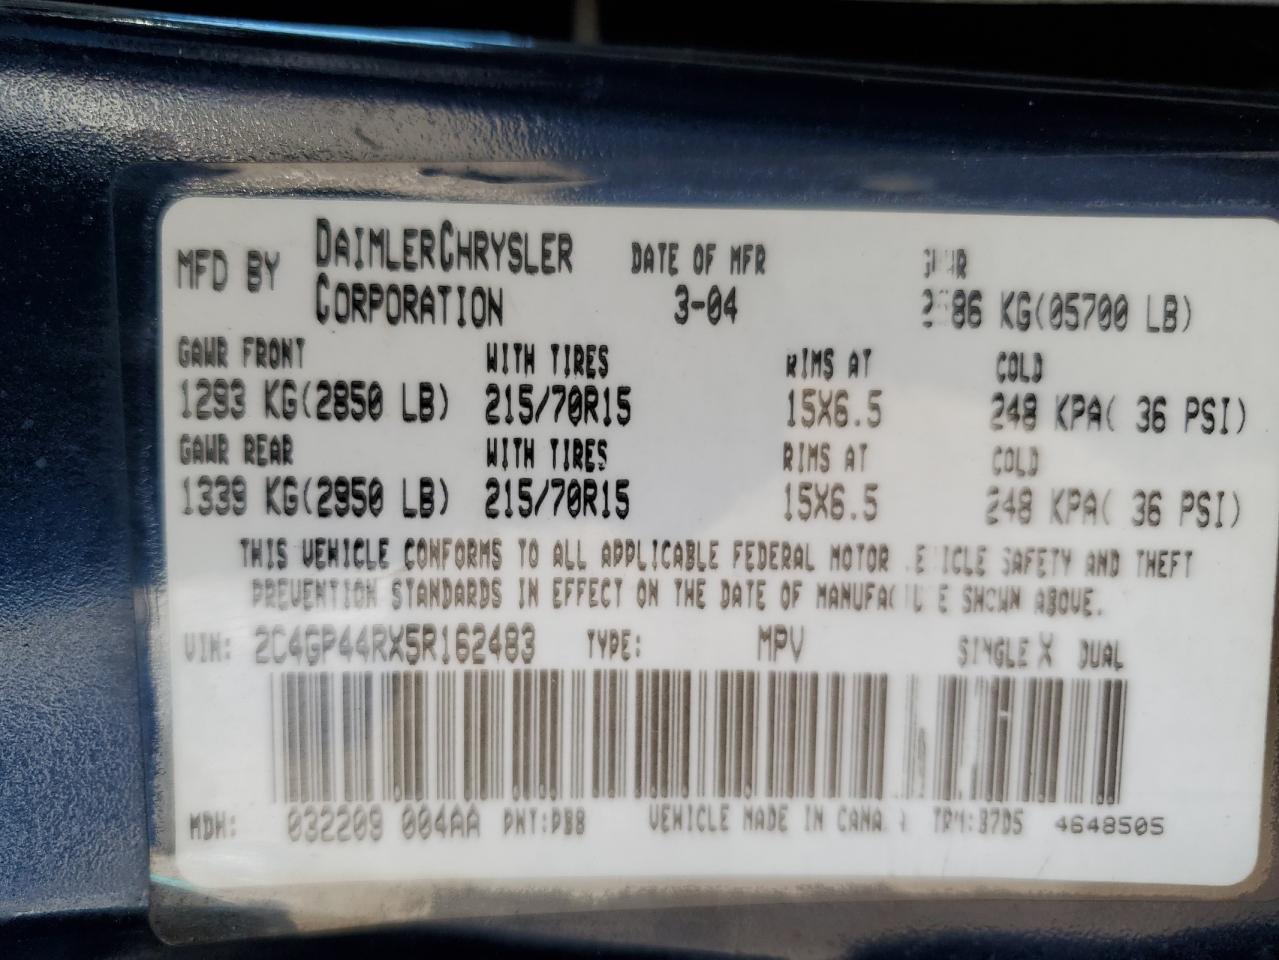 MFD BY DAIMLERCHRYSLER CORPORATION DATE OF MFR 3-04
KG(05700 LB)
GAWR FRONT WITH TIRES RIMS AT COLD
1293 KG(2850 LB) 215/70R15 15X6.5 248 KPA( 36 PSI)
GAWR REAR WITH TIRES RIMS AT COLD
1339 KG(2950 LB) 215/70R15 15X6.5 248 KPA( 36 PSI)
THIS VEHICLE CONFORMS TO ALL APPLICABLE FEDERAL MOTOR SAFETY AND THEFT
PREVENTION STANDARDS IN EFFECT ON THE DATE OF SHOWN ABOVE.
VIN: 2C4GP44RX5R162483 TYPE: MPV SINGLE X DUAL
MDH: 032209 004AA PNT:PB8 VEHICLE MADE IN 4648505